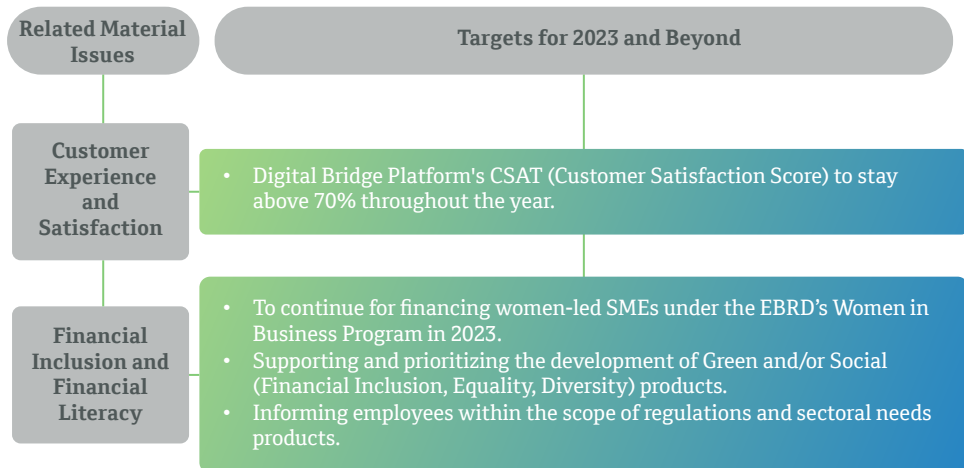 Related Material
Issues
Targets for 2023 and Beyond
Customer
Experience
and
Satisfaction
• Digital Bridge Platform's CSAT (Customer Satisfaction Score) to stay
above 70% throughout the year.
Financial
Inclusion and
Financial
Literacy
• To continue for financing women-led SMEs under the EBRD’s Women in
Business Program in 2023.
• Supporting and prioritizing the development of Green and/or Social
(Financial Inclusion, Equality, Diversity) products.
• Informing employees within the scope of regulations and sectoral needs
products.